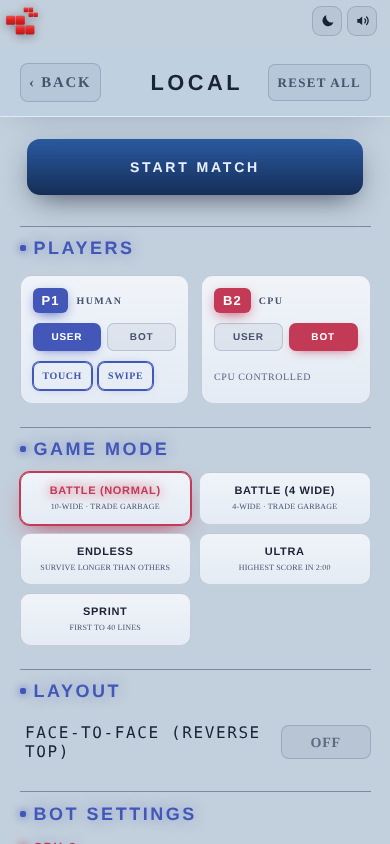 ‹ BACK
LOCAL
RESET ALL
START MATCH
PLAYERS
P1 HUMAN
USER
BOT
TOUCH
SWIPE
B2 CPU
USER
BOT
CPU CONTROLLED
GAME MODE
BATTLE (NORMAL)
10-WIDE · TRADE GARBAGE
BATTLE (4 WIDE)
4-WIDE · TRADE GARBAGE
ENDLESS
SURVIVE LONGER THAN OTHERS
ULTRA
HIGHEST SCORE IN 2:00
SPRINT
FIRST TO 40 LINES
LAYOUT
FACE-TO-FACE (REVERSE
TOP)
OFF
BOT SETTINGS